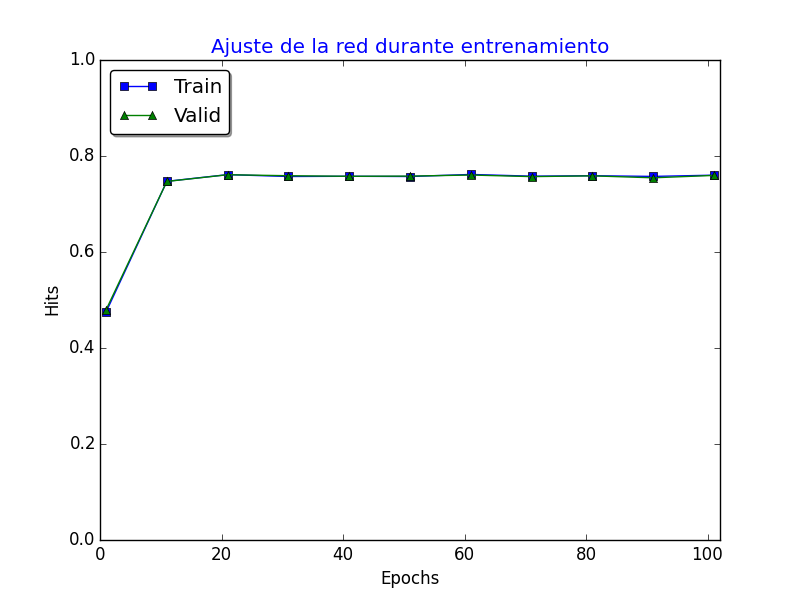 Ajuste de la red durante entrenamiento
Train
Valid
Hits
1.0
0.8
0.6
0.4
0.2
0.0
0 20 40 60 80 100
Epochs